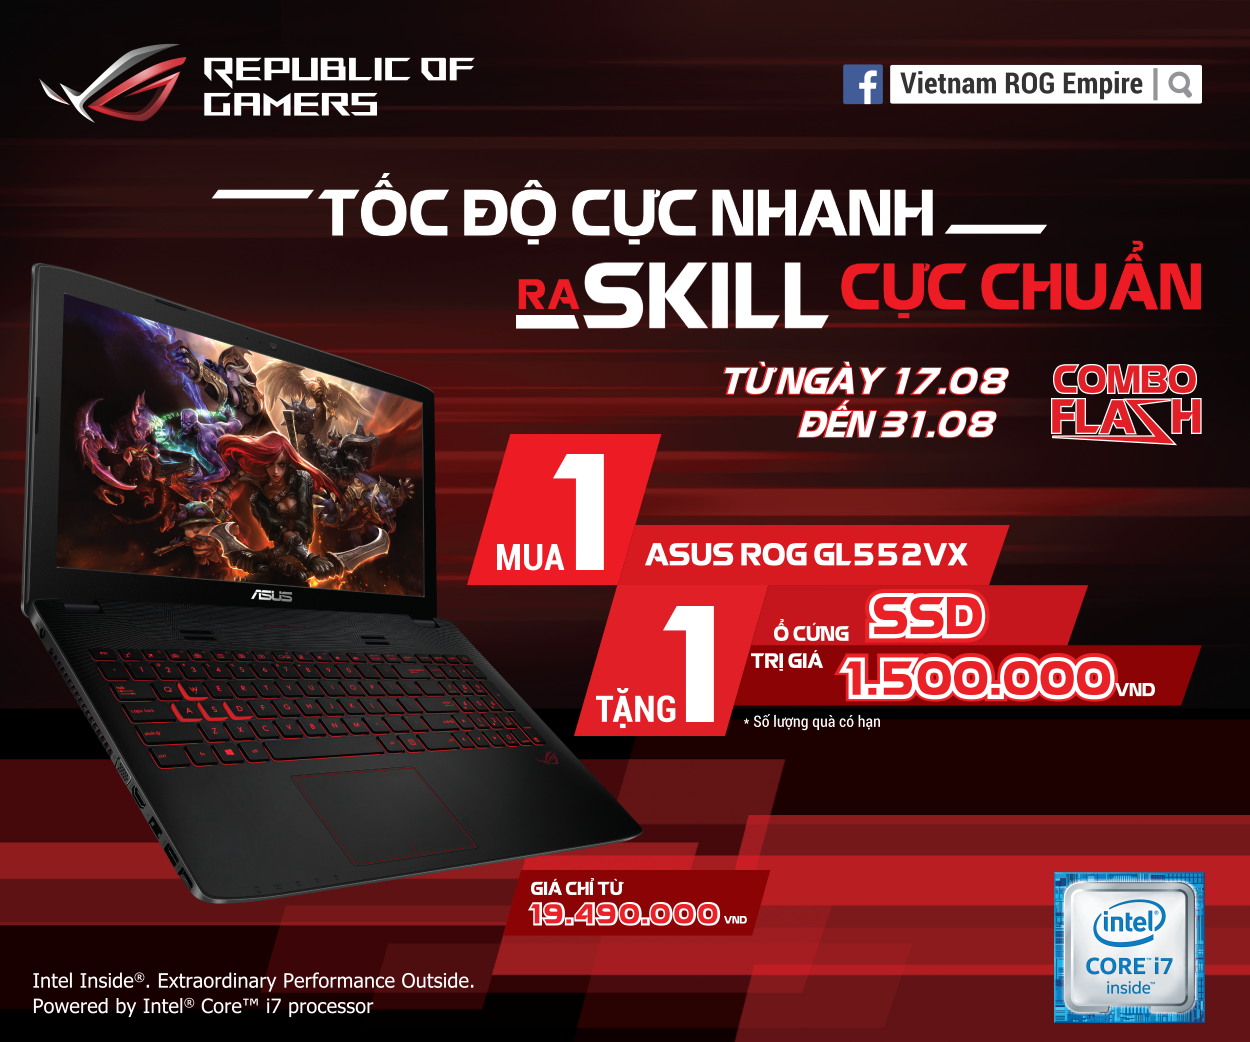 REPUBLIC OF
GAMERS
Vietnam ROG Empire
TỐC ĐỘ CỰC NHANH
RA SKILL CỰC CHUẨN
TỪ NGÀY 17.08
ĐẾN 31.08
COMBO
FLASH
MUA 1
ASUS ROG GL552VX
TẶNG 1
Ổ CỨNG SSD
TRỊ GIÁ 1.500.000 VND
* Số lượng quà có hạn
ASUS
GIÁ CHỈ TỪ
19.490.000 VND
Intel Inside®. Extraordinary Performance Outside.
Powered by Intel® Core™ i7 processor
intel®
CORE™ i7
inside™